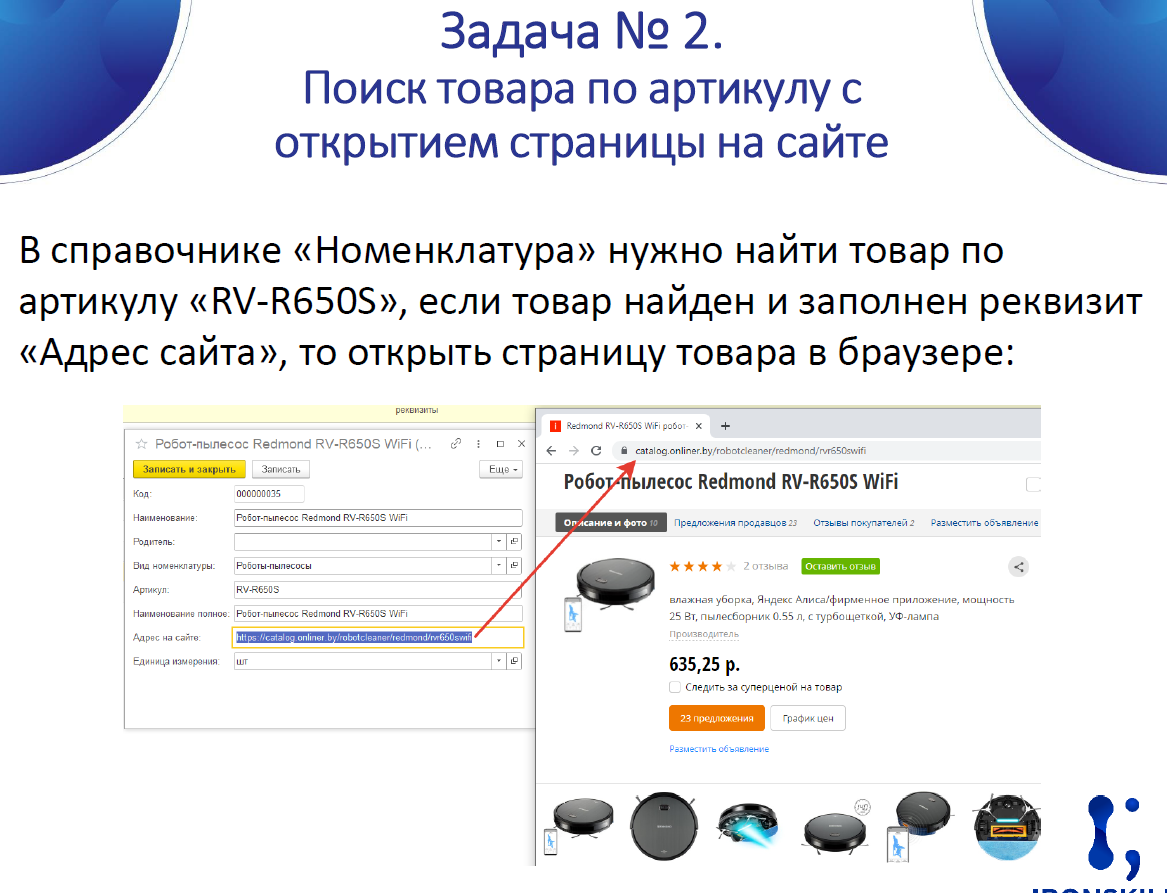 Задача № 2.
Поиск товара по артикулу с
открытием страницы на сайте
В справочнике «Номенклатура» нужно найти товар по
артикулу «RV-R650S», если товар найден и заполнен реквизит
«Адрес сайта», то открыть страницу товара в браузере:
реквизиты
Робот-пылесос Redmond RV-R650S WiFi (...
Записать и закрыть
Записать
Еще
Код:
000000035
Наименование:
Робот-пылесос Redmond RV-R650S WiFi
Родитель:
Вид номенклатуры:
Роботы-пылесосы
Артикул:
RV-R650S
Наименование полное:
Робот-пылесос Redmond RV-R650S WiFi
Адрес на сайте:
https://catalog.onliner.by/robotcleaner/redmond/rvr650swifi
Единица измерения:
шт
Redmond RV-R650S WiFi робот-
catalog.onliner.by/robotcleaner/redmond/rvr650swifi
Робот-пылесос Redmond RV-R650S WiFi
Описание и фото 10
Предложения продавцов 23
Отзывы покупателей 2
Разместить объявление
2 отзыва
Оставить отзыв
влажная уборка, Яндекс Алиса/фирменное приложение, мощность
25 Вт, пылесборник 0.55 л, с турбощеткой, УФ-лампа
Производитель
635,25 р.
Следить за суперценой на товар
23 предложения
График цен
Разместить объявление